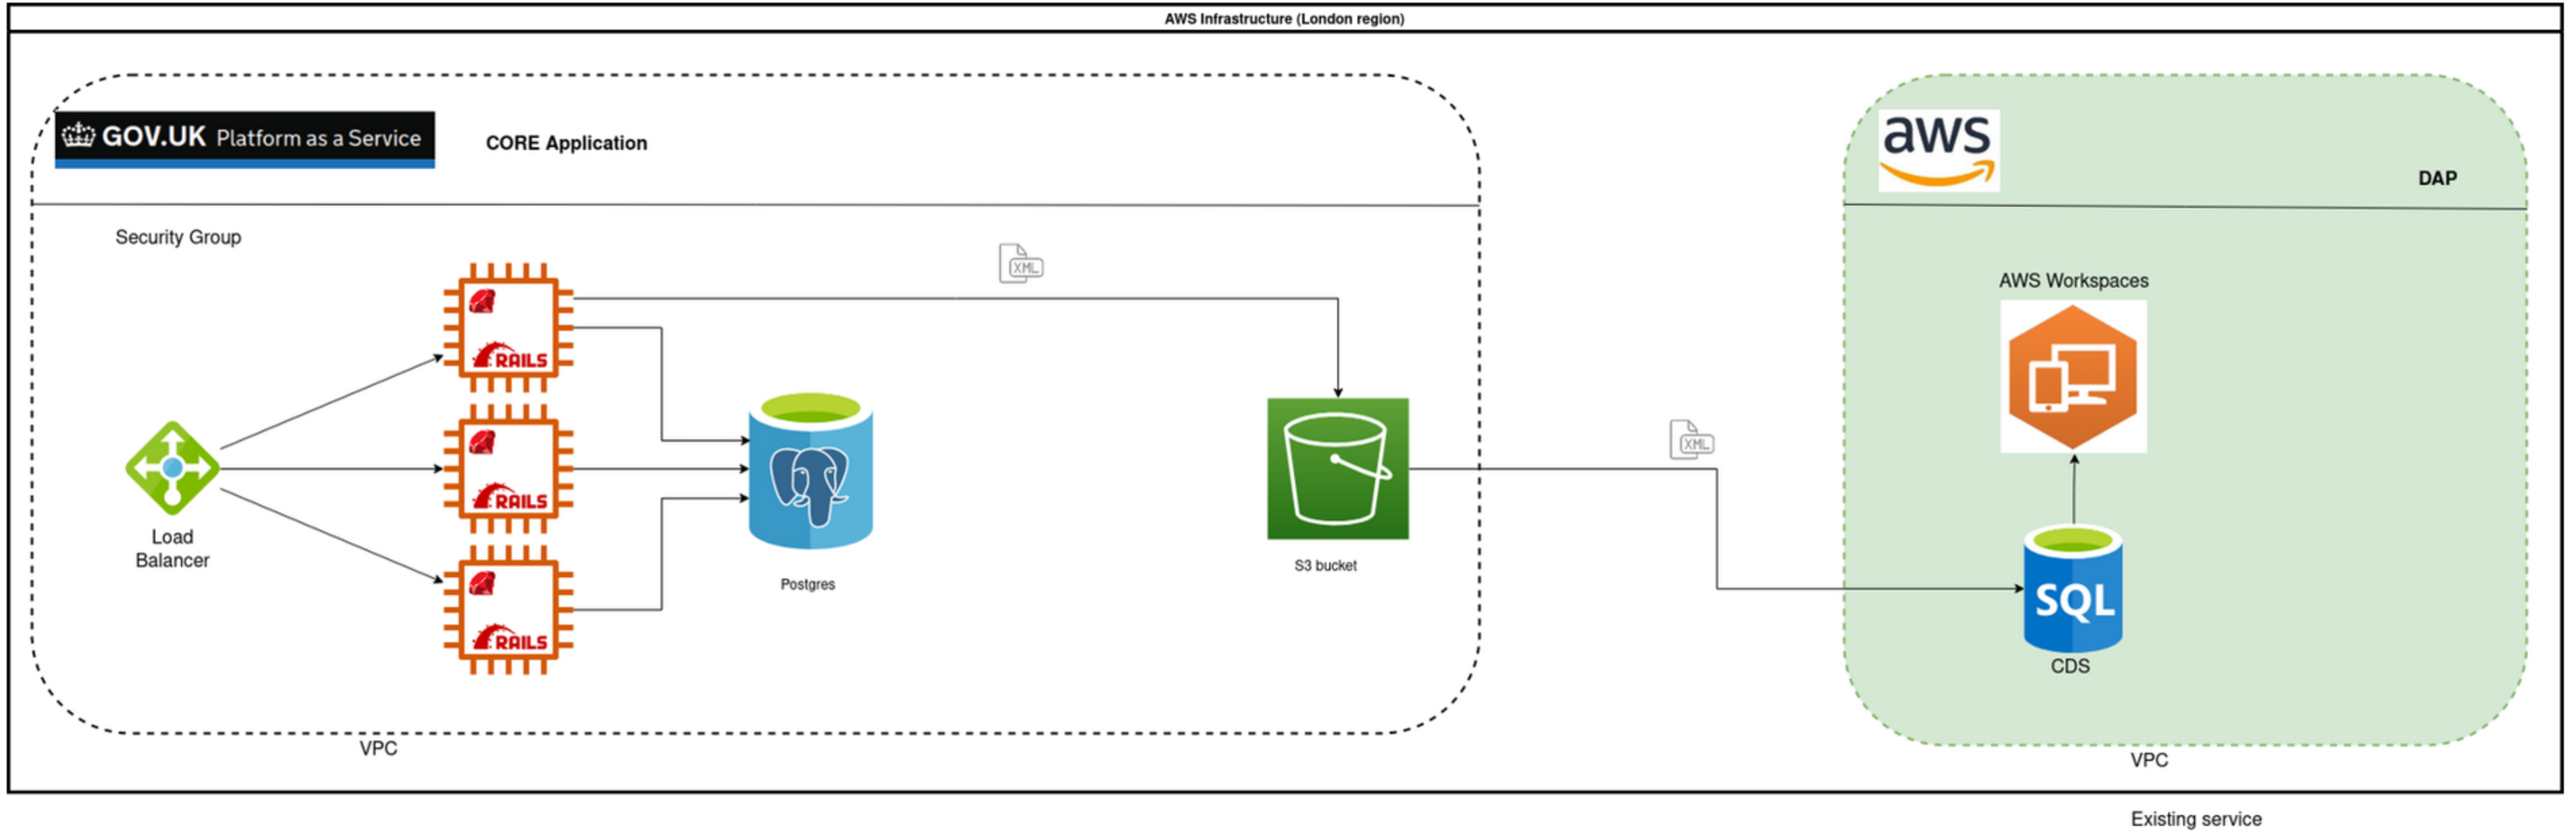 AWS Infrastructure (London region)
GOV.UK Platform as a Service
CORE Application
Security Group
RAILS
RAILS
RAILS
Load
Balancer
Postgres
XML
S3 bucket
VPC
XML
aws
DAP
AWS Workspaces
SQL
CDS
VPC
Existing service